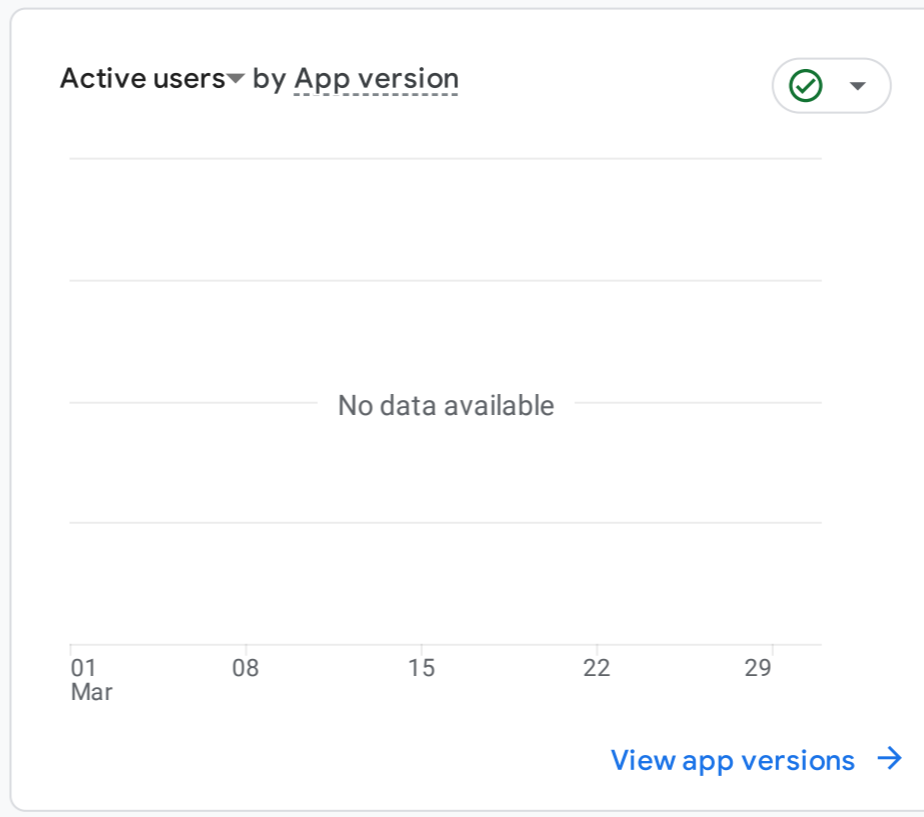 Active users by App version
No data available
01 08 15 22 29
Mar
View app versions